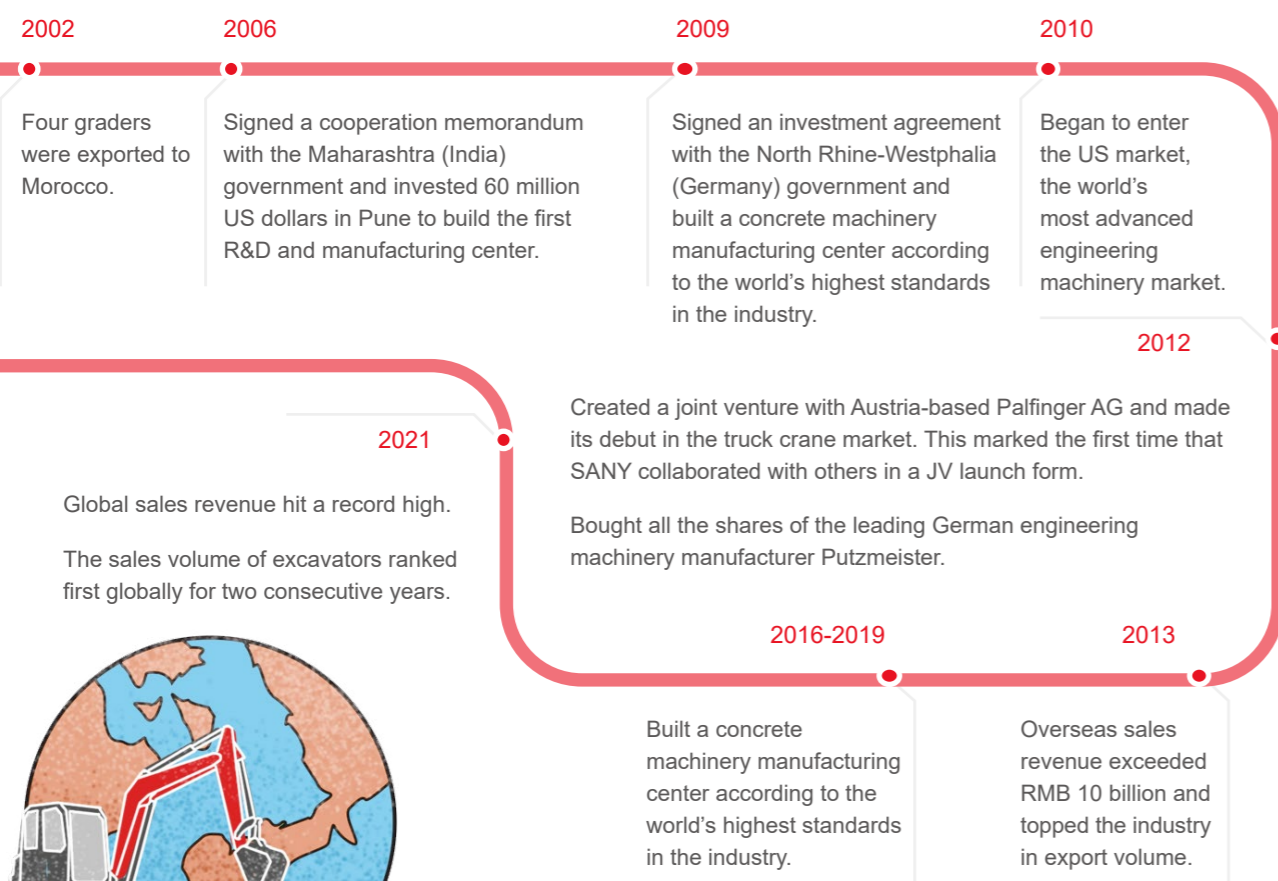 2002
Four graders
were exported to
Morocco.
2006
Signed a cooperation memorandum
with the Maharashtra (India)
government and invested 60 million
US dollars in Pune to build the first
R&D and manufacturing center.
2009
Signed an investment agreement
with the North Rhine-Westphalia
(Germany) government and
built a concrete machinery
manufacturing center according
to the world’s highest standards
in the industry.
2010
Began to enter
the US market,
the world’s
most advanced
engineering
machinery market.
2012
Created a joint venture with Austria-based Palfinger AG and made
its debut in the truck crane market. This marked the first time that
SANY collaborated with others in a JV launch form.
Bought all the shares of the leading German engineering
machinery manufacturer Putzmeister.
2013
Overseas sales
revenue exceeded
RMB 10 billion and
topped the industry
in export volume.
2016-2019
Built a concrete
machinery manufacturing
center according to the
world’s highest standards
in the industry.
2021
Global sales revenue hit a record high.
The sales volume of excavators ranked
first globally for two consecutive years.